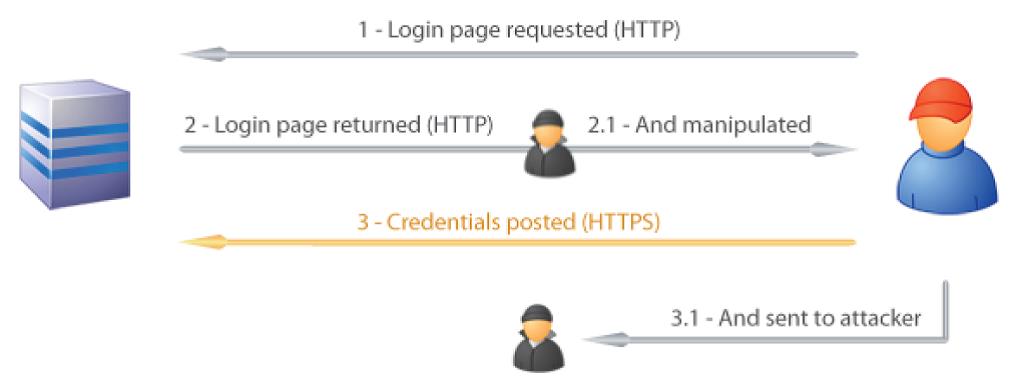 1 - Login page requested (HTTP)
2 - Login page returned (HTTP)
2.1 - And manipulated
3 - Credentials posted (HTTPS)
3.1 - And sent to attacker